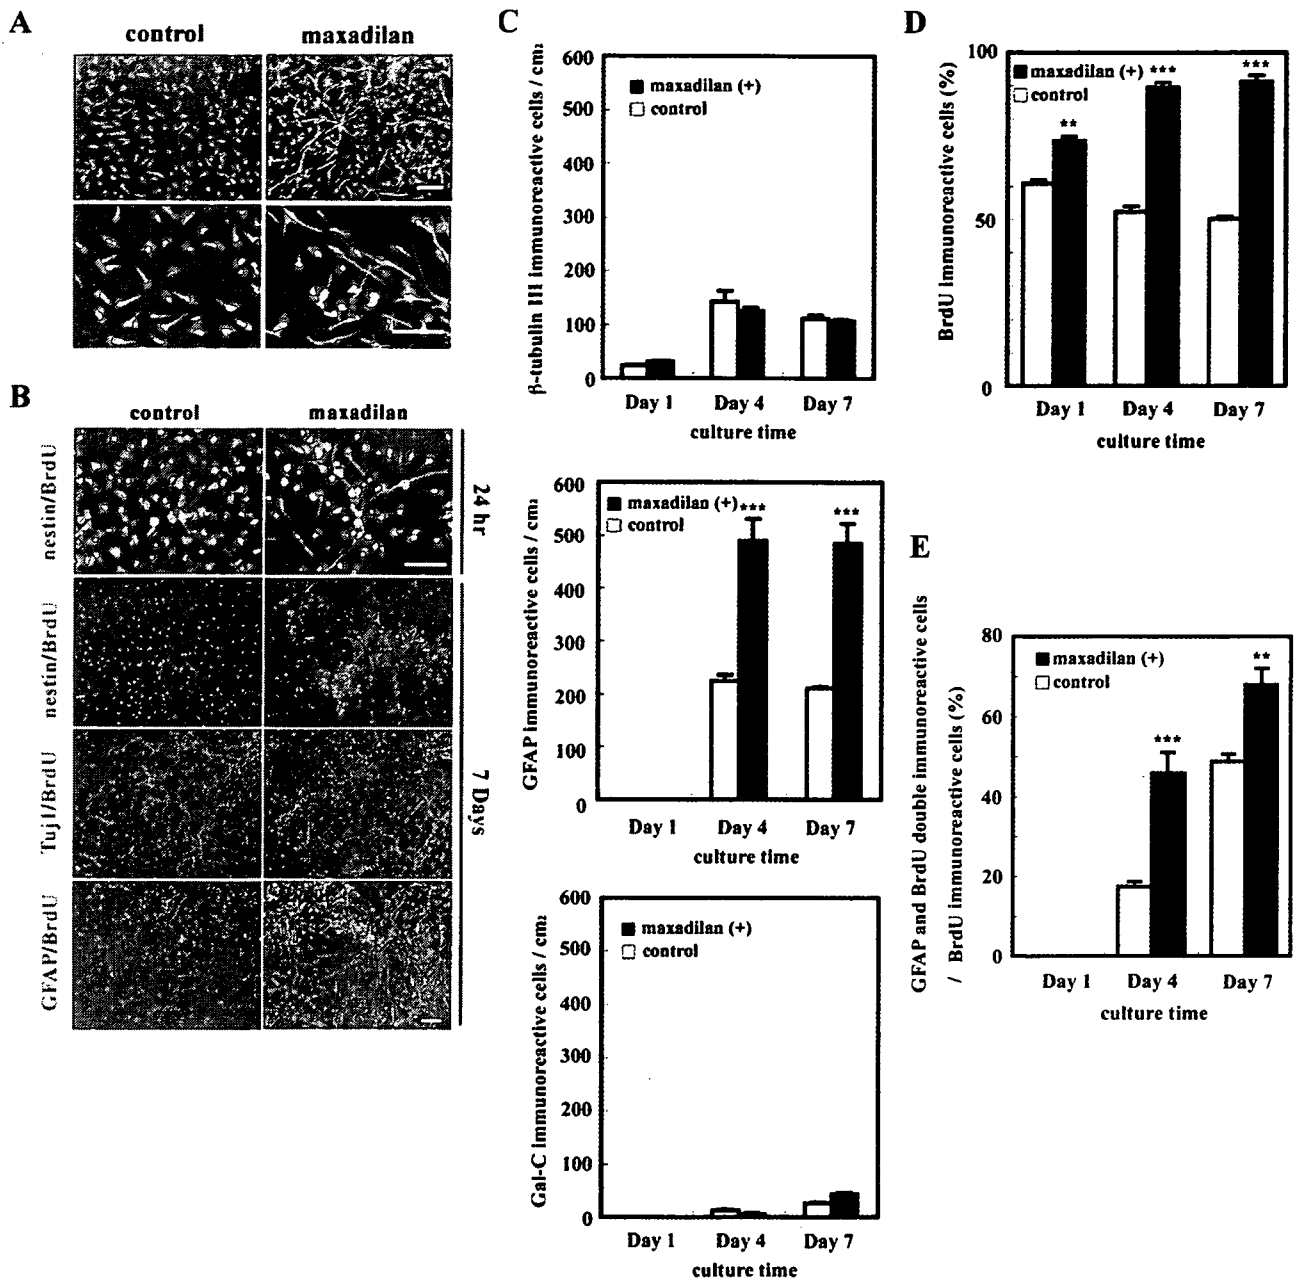 A
control
maxadilan
B
control
maxadilan
nestin/BrdU
nestin/BrdU
Tuj1/BrdU
GFAP/BrdU
24 hr
7 Days
C
β-tubulin III immunoreactive cells / cm2
600
500
400
300
200
100
0
maxadilan (+)
control
Day 1
Day 4
Day 7
culture time
GFAP immunoreactive cells / cm2
600
500
400
300
200
100
0
maxadilan (+)
control
***
***
Day 1
Day 4
Day 7
culture time
Gal-C immunoreactive cells / cm2
600
500
400
300
200
100
0
maxadilan (+)
control
Day 1
Day 4
Day 7
culture time
D
BrdU immunoreactive cells (%)
100
50
0
maxadilan (+)
control
**
***
***
Day 1
Day 4
Day 7
culture time
E
GFAP and BrdU double immunoreactive cells
/ BrdU immunoreactive cells (%)
80
60
40
20
0
maxadilan (+)
control
***
**
Day 1
Day 4
Day 7
culture time